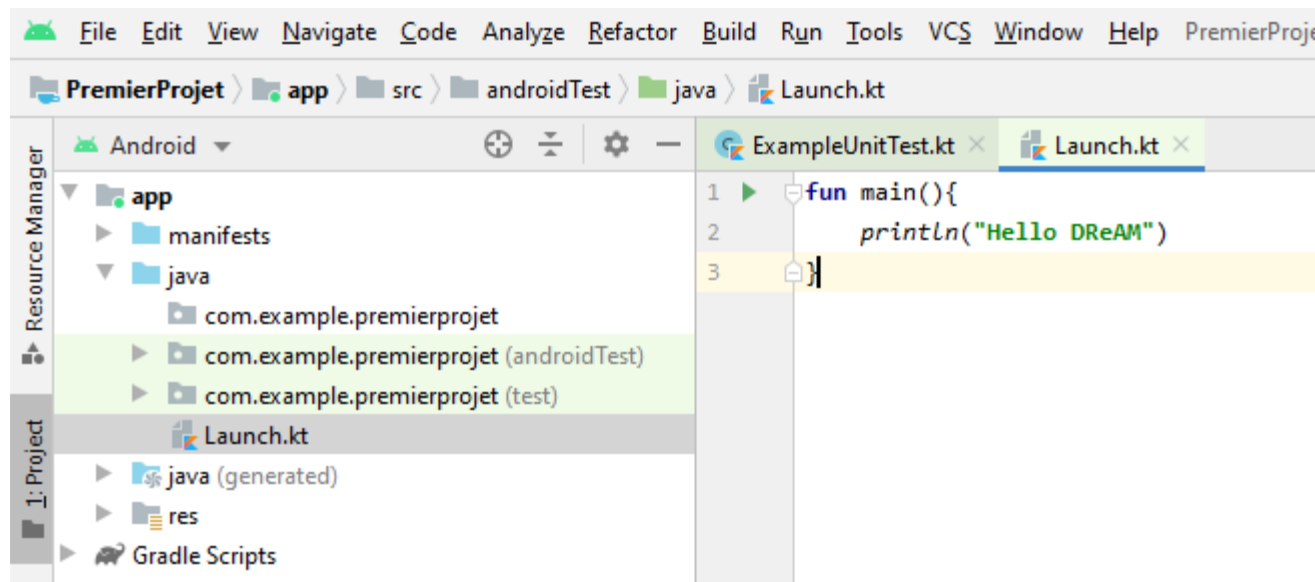 File Edit View Navigate Code Analyze Refactor Build Run Tools VCS Window Help PremierProje
PremierProjet app src androidTest java Launch.kt
Resource Manager
1: Project
Android
app
manifests
java
com.example.premierprojet
com.example.premierprojet (androidTest)
com.example.premierprojet (test)
Launch.kt
java (generated)
res
Gradle Scripts
ExampleUnitTest.kt Launch.kt
1 fun main(){
2 println("Hello DReAM")
3 }